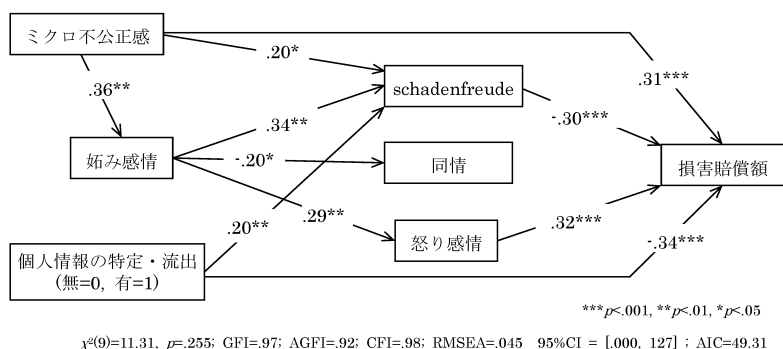 ミクロ不公正感
.20*
.31***
.36**
schadenfreude
.34**
-.30***
妬み感情
-.20*
同情
損害賠償額
.29**
.20**
.32***
怒り感情
-.34***
個人情報の特定・流出
(無=0, 有=1)
***p<.001, **p<.01, *p<.05
χ²(9)=11.31, p=.255; GFI=.97; AGFI=.92; CFI=.98; RMSEA=.045 95%CI = [.000, 127] ; AIC=49.31